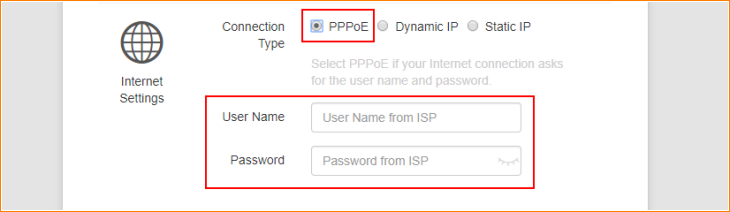 Connection Type
PPPoE Dynamic IP Static IP
Select PPPoE if your Internet connection asks
for the user name and password.
Internet
Settings
User Name User Name from ISP
Password Password from ISP